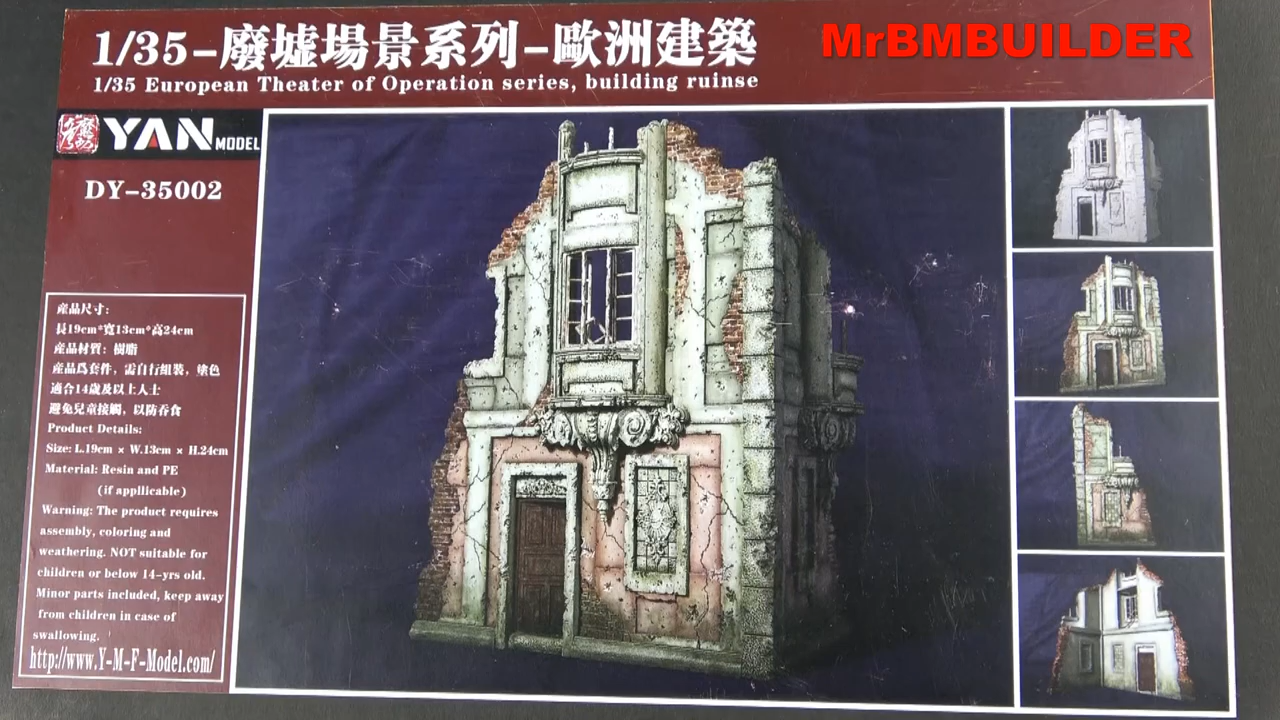 1/35-廢墟場景系列-歐洲建築
MrBMBUILDER
1/35 European Theater of Operation series, building ruinse
YAN MODEL
DY-35002
産品尺寸:
長19cm*寬13cm*高24cm
産品材質: 樹脂
産品爲套件, 需自行組裝, 塗色
適合14歲及以上人士
避免兒童接觸, 以防吞食
Product Details:
Size: L.19cm × W.13cm × H.24cm
Material: Resin and PE
(if appliicable)
Warning: The product requires
assembly, coloring and
weathering. NOT suitable for
children or below 14-yrs old.
Minor parts included, keep away
from children in case of
swallowing.
http://www.Y-M-F-Model.com/